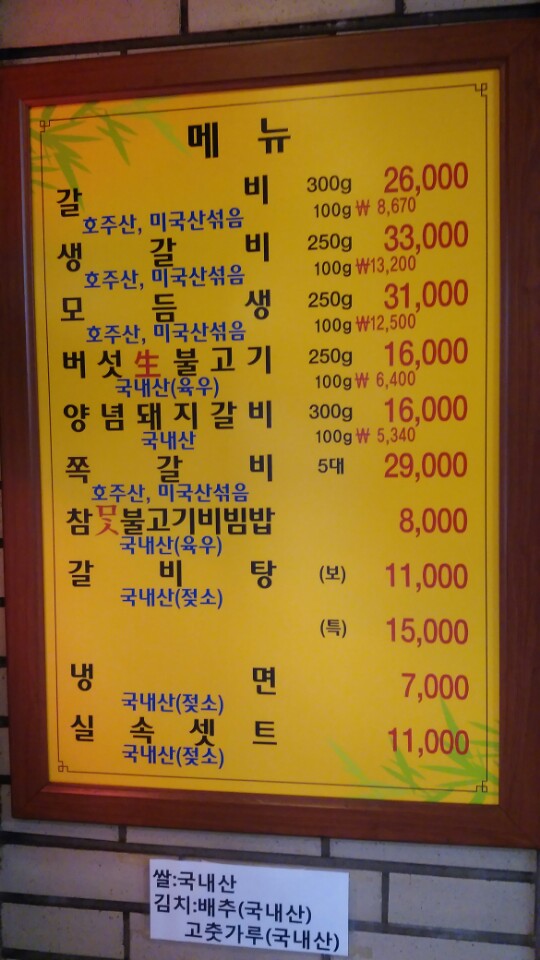 메 뉴
갈 비 300g 26,000
호주산, 미국산섞음 100g ₩ 8,670
생 갈 비 250g 33,000
호주산, 미국산섞음 100g ₩13,200
모 듬 생 250g 31,000
호주산, 미국산섞음 100g ₩12,500
버 섯 生 불 고 기 250g 16,000
국내산(육우) 100g ₩ 6,400
양 념 돼 지 갈 비 300g 16,000
국내산 100g ₩ 5,340
쪽 갈 비 5대 29,000
호주산, 미국산섞음
참맛불고기비빔밥 8,000
국내산(육우)
갈 비 탕 (보) 11,000
국내산(젖소)
(특) 15,000
냉 면 7,000
국내산(젖소)
실 속 셋 트 11,000
국내산(젖소)
쌀:국내산
김치:배추(국내산)
고춧가루(국내산)